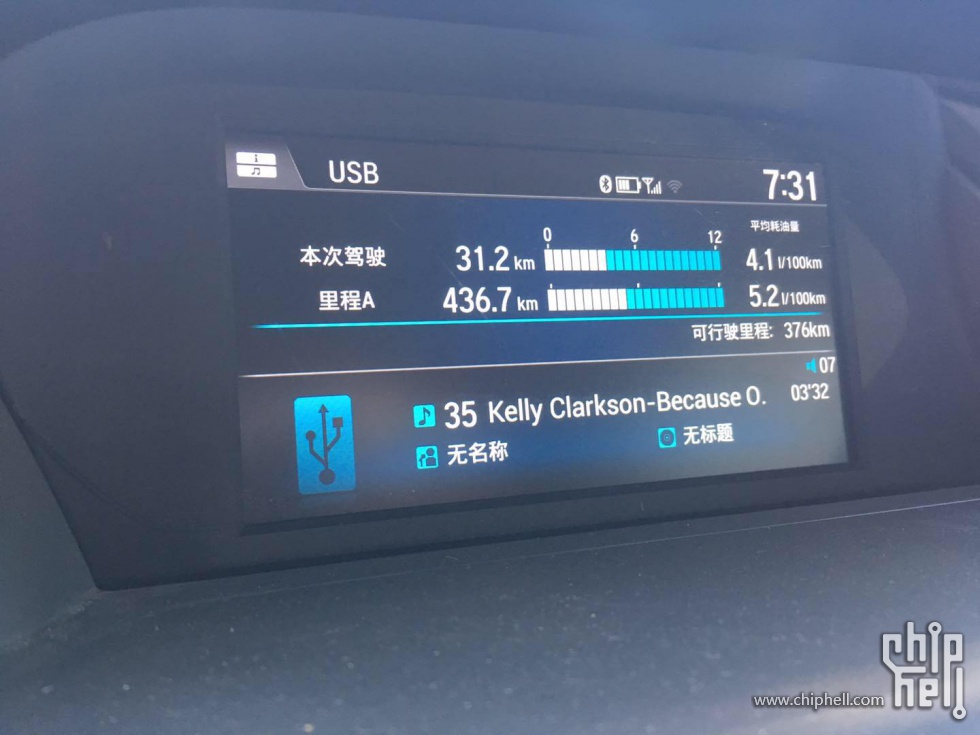 USB
7:31
0 6 12 平均耗油量
本次驾驶 31.2 km 4.1 l/100km
里程A 436.7 km 5.2 l/100km
可行驶里程: 376km
07
35 Kelly Clarkson-Because O. 03'32
无名称 无标题
chip
hell
www.chiphell.com